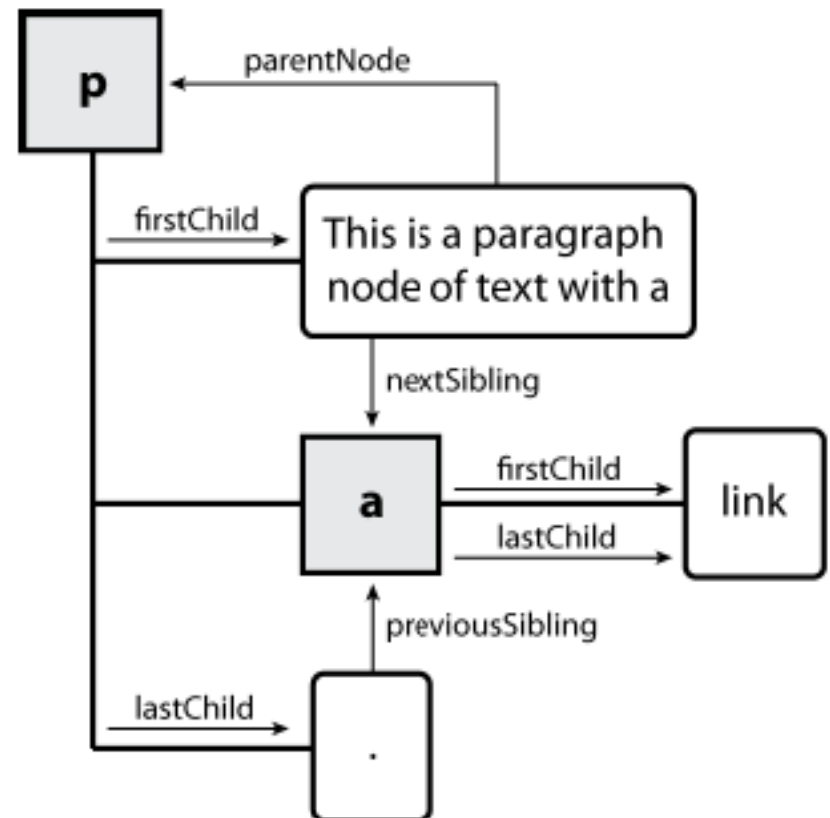 p
parentNode
firstChild
This is a paragraph
node of text with a
nextSibling
a
firstChild
link
lastChild
previousSibling
lastChild
.